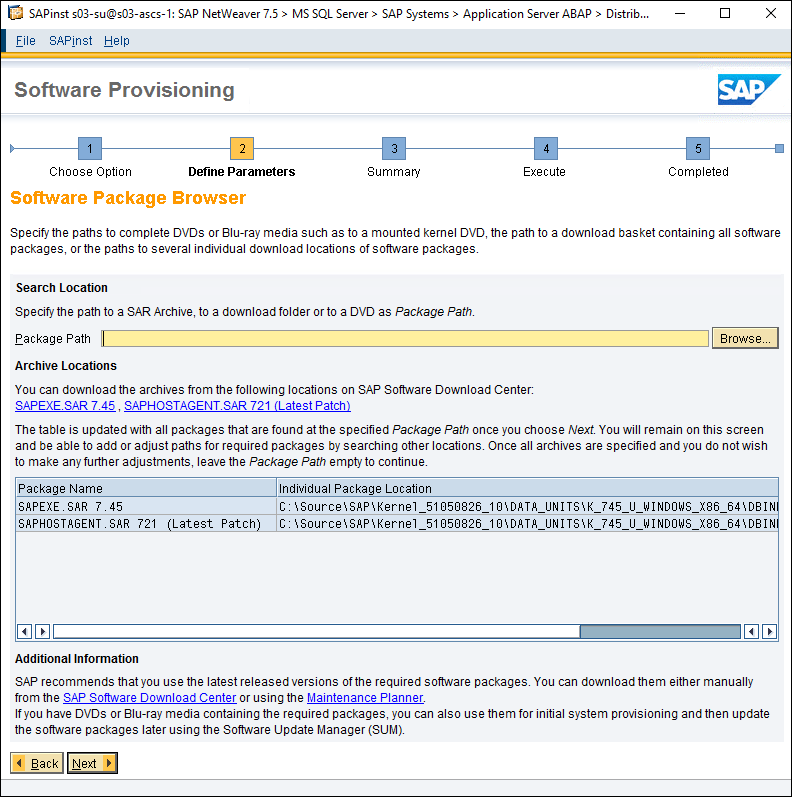 SAPinst s03-su@s03-ascs-1: SAP NetWeaver 7.5 > MS SQL Server > SAP Systems > Application Server ABAP > Distrib...
File SAPinst Help
Software Provisioning
SAP
1 2 3 4 5
Choose Option Define Parameters Summary Execute Completed
Software Package Browser
Specify the paths to complete DVDs or Blu-ray media such as to a mounted kernel DVD, the path to a download basket containing all software
packages, or the paths to several individual download locations of software packages.
Search Location
Specify the path to a SAR Archive, to a download folder or to a DVD as Package Path.
Package Path Browse...
Archive Locations
You can download the archives from the following locations on SAP Software Download Center:
SAPEXE.SAR 7.45 , SAPHOSTAGENT.SAR 721 (Latest Patch)
The table is updated with all packages that are found at the specified Package Path once you choose Next. You will remain on this screen
and be able to add or adjust paths for required packages by searching other locations. Once all archives are specified and you do not wish
to make any further adjustments, leave the Package Path empty to continue.
Package Name Individual Package Location
SAPEXE.SAR 7.45 C:\Source\SAP\Kernel_51050826_10\DATA_UNITS\K_745_U_WINDOWS_X86_64\DBIN
SAPHOSTAGENT.SAR 721 (Latest Patch) C:\Source\SAP\Kernel_51050826_10\DATA_UNITS\K_745_U_WINDOWS_X86_64\DBIN
Additional Information
SAP recommends that you use the latest released versions of the required software packages. You can download them either manually
from the SAP Software Download Center or using the Maintenance Planner.
If you have DVDs or Blu-ray media containing the required packages, you can also use them for initial system provisioning and then update
the software packages later using the Software Update Manager (SUM).
Back Next